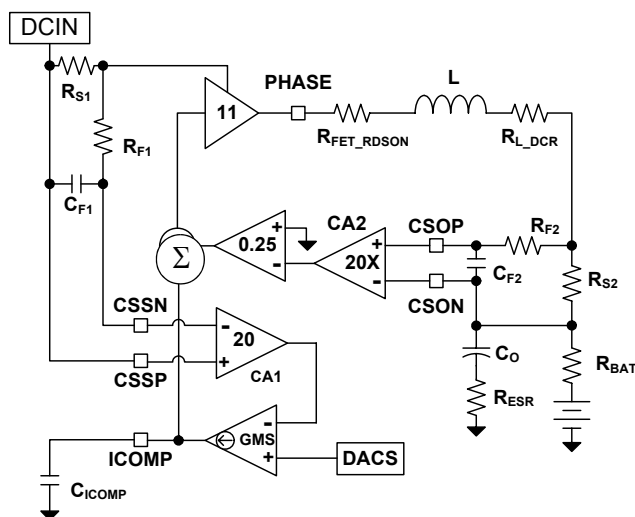 DCIN
RS1
PHASE
L
11
RFET_RDSON
RL_DCR
RF1
CF1
CA2
CSOP
RF2
0.25
+
-
+
20X
-
Σ
CF2
CSON
RS2
CSSN
-
20
+
CSSP
CA1
CO
RBAT
RESR
ICOMP
-
GMS
+
DACS
CICOMP